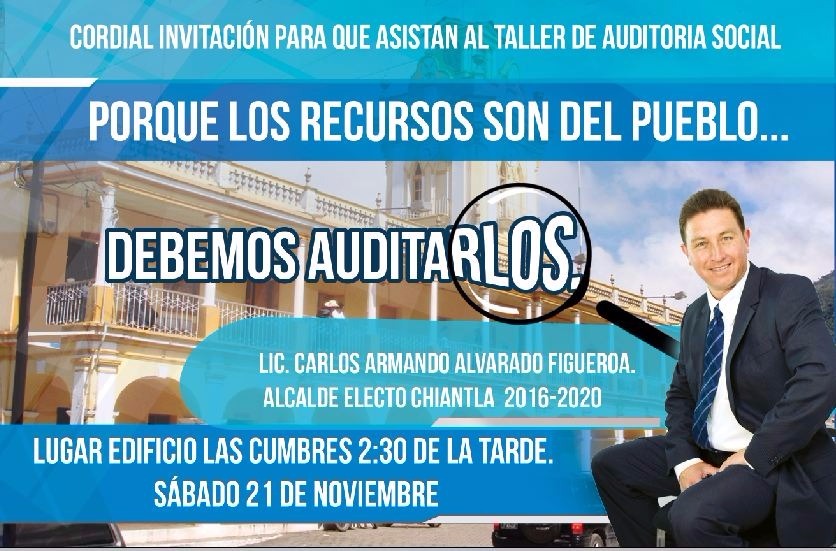 CORDIAL INVITACIÓN PARA QUE ASISTAN AL TALLER DE AUDITORIA SOCIAL
PORQUE LOS RECURSOS SON DEL PUEBLO...
DEBEMOS AUDITARLOS.
LIC. CARLOS ARMANDO ALVARADO FIGUEROA.
ALCALDE ELECTO CHIANTLA 2016-2020
LUGAR EDIFICIO LAS CUMBRES 2:30 DE LA TARDE.
SÁBADO 21 DE NOVIEMBRE